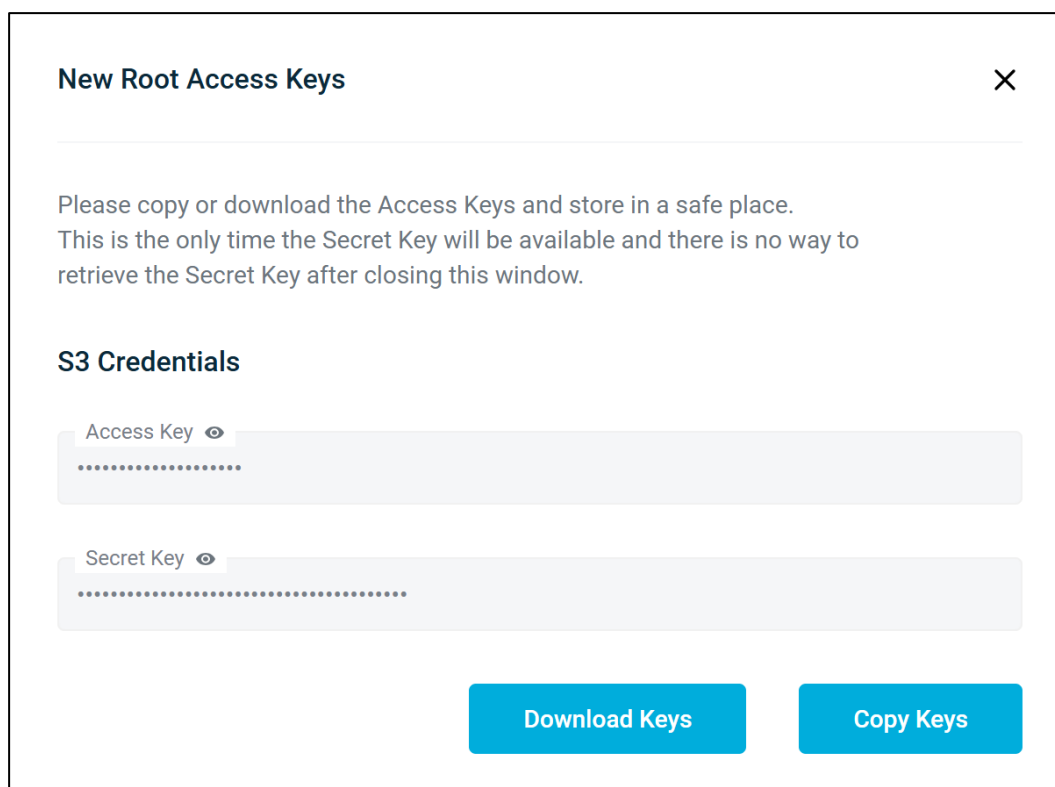 New Root Access Keys
Please copy or download the Access Keys and store in a safe place.
This is the only time the Secret Key will be available and there is no way to
retrieve the Secret Key after closing this window.
S3 Credentials
Access Key
••••••••••••••••••••
Secret Key
••••••••••••••••••••••••••••••••••••••••
Download Keys
Copy Keys